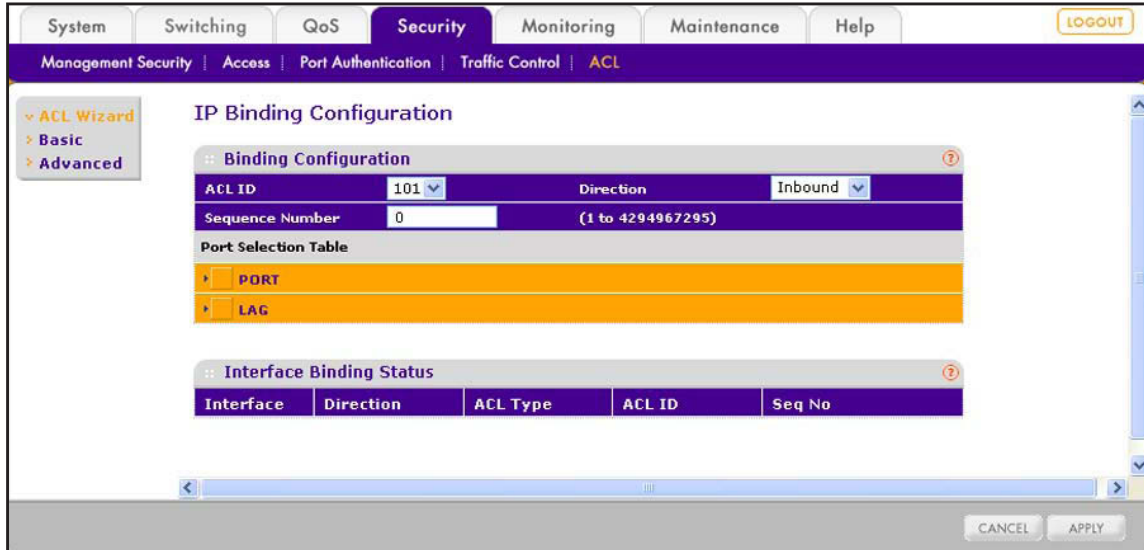 System Switching QoS Security Monitoring Maintenance Help LOGOUT
Management Security | Access | Port Authentication | Traffic Control | ACL
ACL Wizard
Basic
Advanced
IP Binding Configuration
Binding Configuration ?
ACL ID 101 Direction Inbound
Sequence Number 0 (1 to 4294967295)
Port Selection Table
PORT
LAG
Interface Binding Status ?
Interface Direction ACL Type ACL ID Seq No
CANCEL APPLY